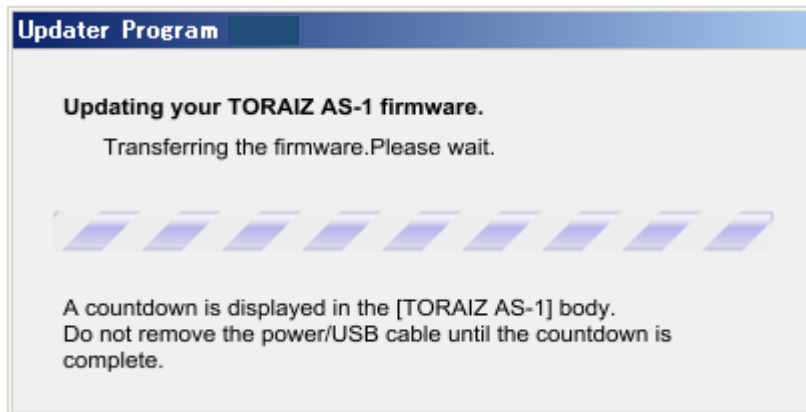 Updater Program
Updating your TORAIZ AS-1 firmware.
Transferring the firmware.Please wait.
A countdown is displayed in the [TORAIZ AS-1] body.
Do not remove the power/USB cable until the countdown is
complete.